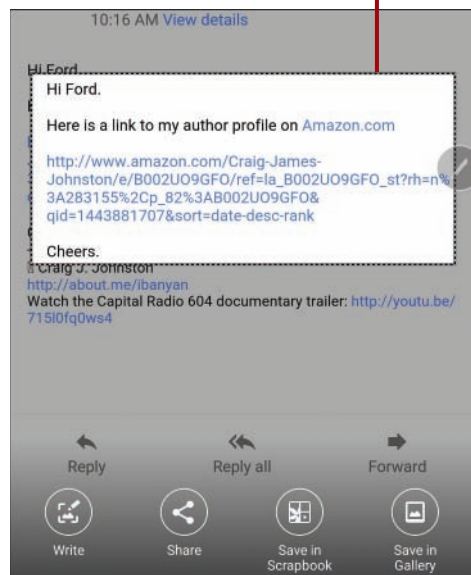 10:16 AM View details
Hi Ford.
Hi Ford.
Here is a link to my author profile on Amazon.com
http://www.amazon.com/Craig-James-
Johnston/e/B002UO9GFO/ref=la_B002UO9GFO_st?rh=n%
3A283155%2Cp_82%3AB002UO9GFO&
qid=1443881707&sort=date-desc-rank
Cheers.
Craig J. Johnston
http://about.me/ibanyan
Watch the Capital Radio 604 documentary trailer: http://youtu.be/
715l0fq0ws4
Reply
Reply all
Forward
Write
Share
Save in
Scrapbook
Save in
Gallery